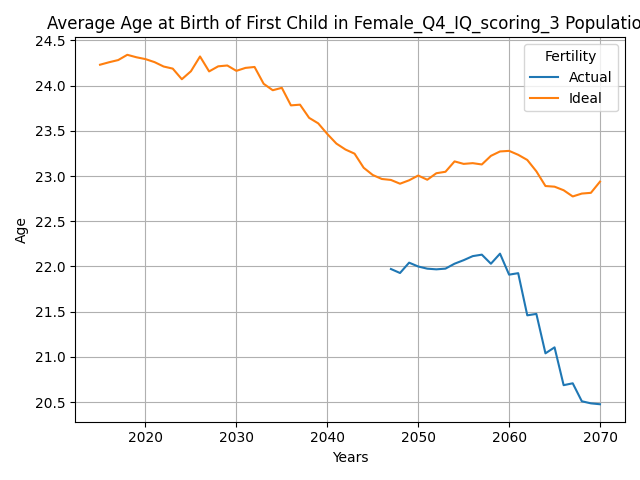 Average Age at Birth of First Child in Female_Q4_IQ_scoring_3 Populatio
24.5
24.0
23.5
23.0
22.5
22.0
21.5
21.0
20.5
Age
Fertility
Actual
Ideal
2020
2030
2040
2050
2060
2070
Years